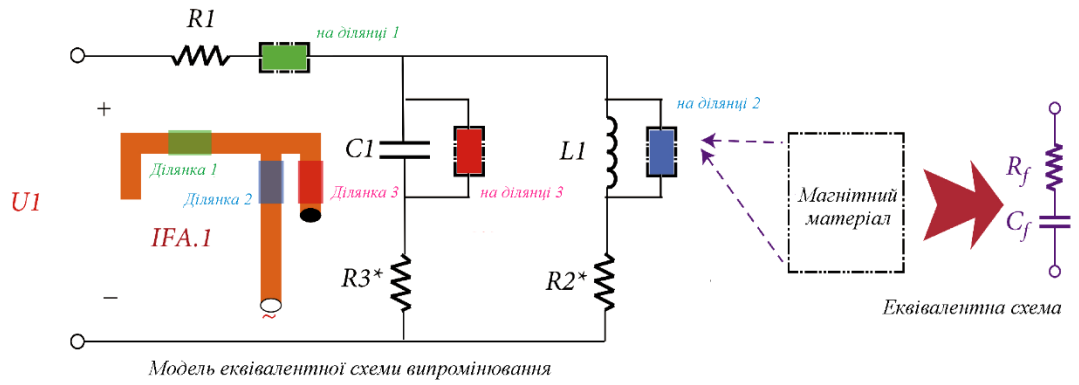 R1
на ділянці 1
+
Ділянка 1
C1
L1
на ділянці 2
Ділянка 2
Ділянка 3
на ділянці 3
U1
IFA.1
Магнітний
матеріал
Rf
Cf
R3*
R2*
−
~
Еквівалентна схема
Модель еквівалентної схеми випромінювання